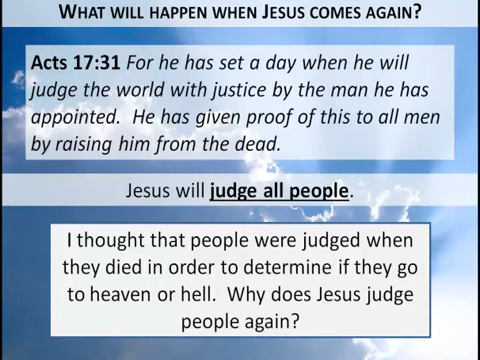 WHAT WILL HAPPEN WHEN JESUS COMES AGAIN?
Acts 17:31 For he has set a day when he will
judge the world with justice by the man he has
appointed. He has given proof of this to all men
by raising him from the dead.
Jesus will judge all people.
I thought that people were judged when
they died in order to determine if they go
to heaven or hell. Why does Jesus judge
people again?